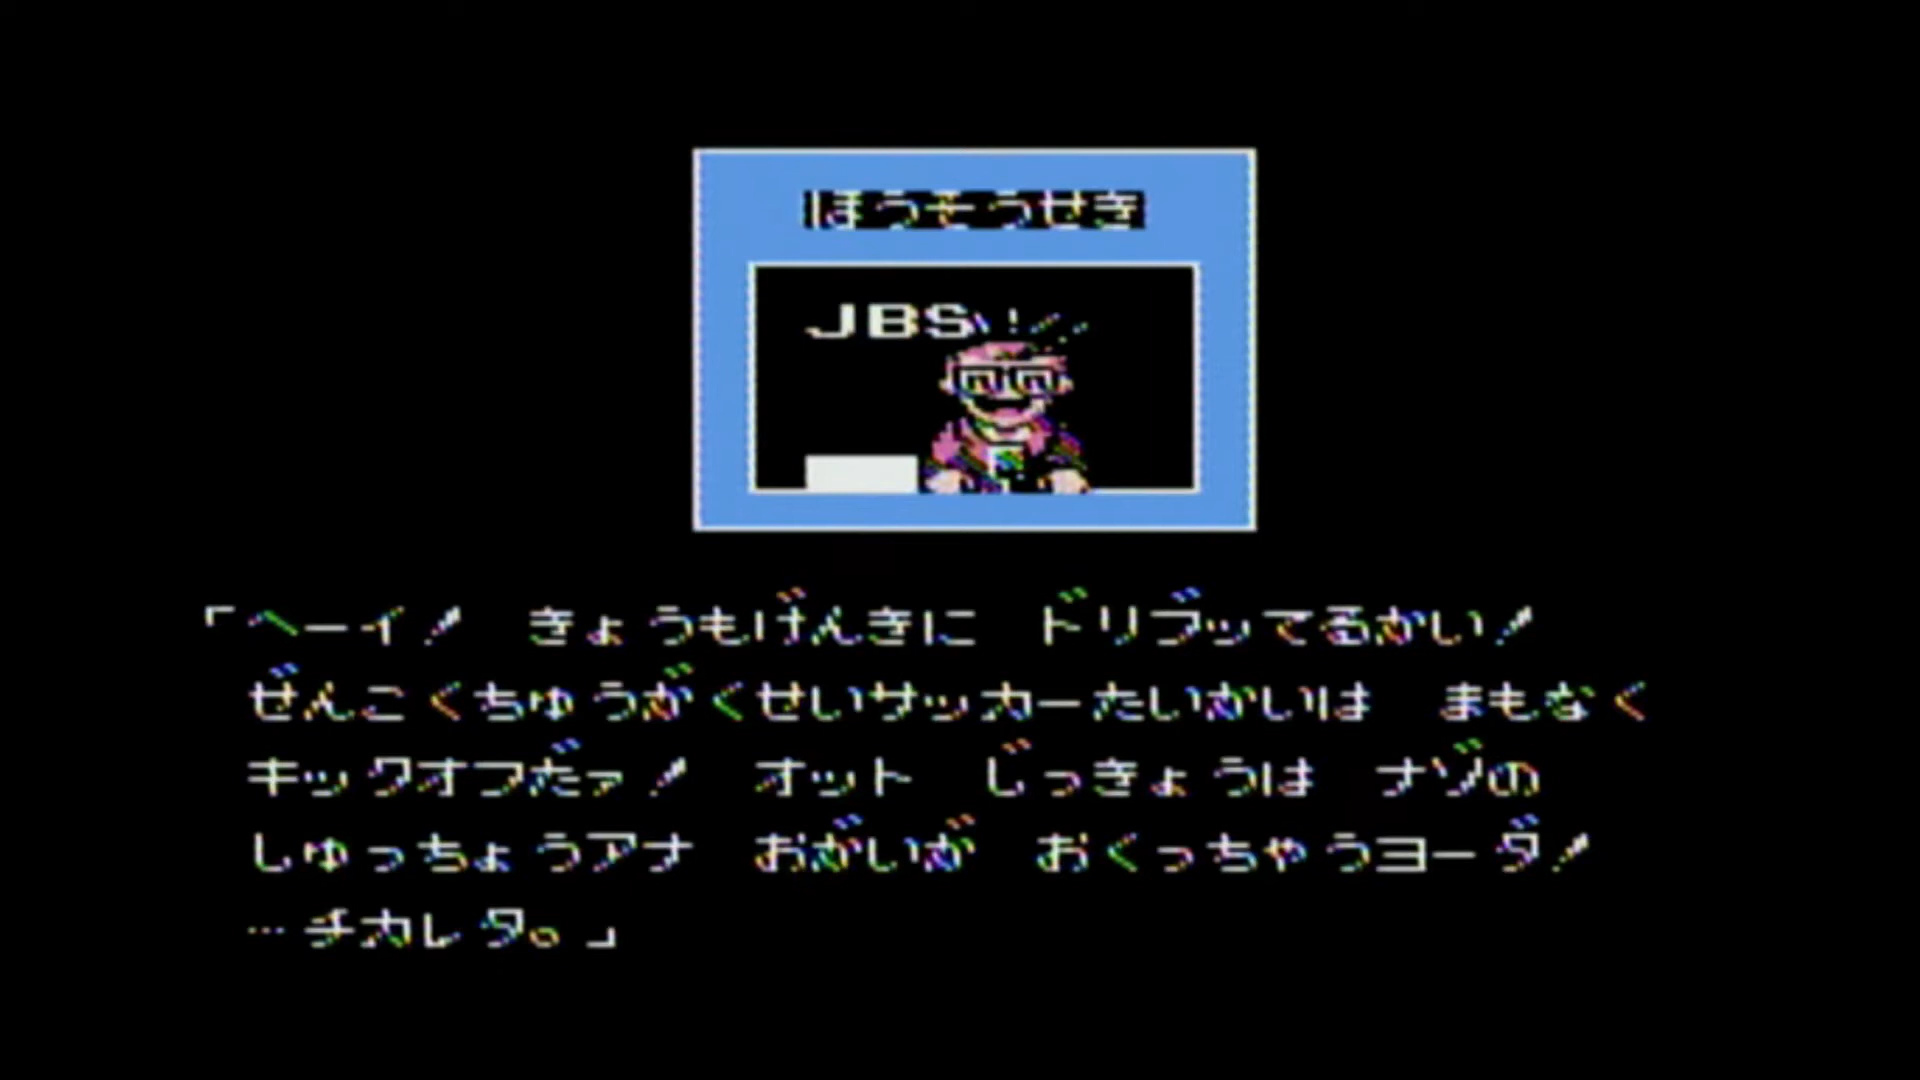 ほうそうせき
JBS
「ヘーイ！ きょうもげんきに ドリブッてるかい！
ぜんこくちゅうがくせいサッカーたいかいは まもなく
キックオフだァ！ オット じっきょうは ナゾの
しゅっちょうアナ おがいが おくっちゃうヨーダ！
…チカレタ。」